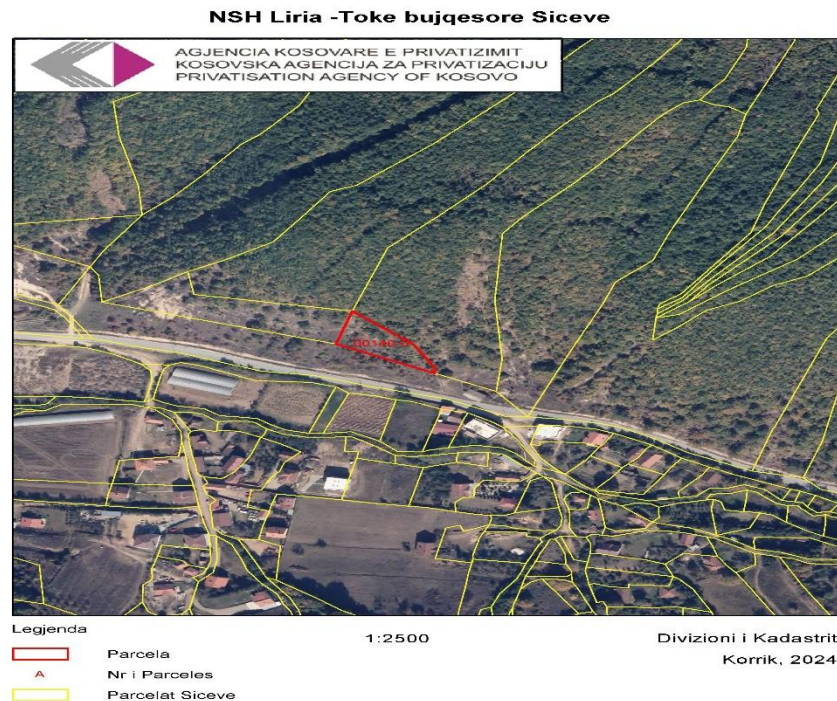 NSH Liria -Toke bujqesore Siceve
AGJENCIA KOSOVARE E PRIVATIZIMIT
KOSOVSKA AGENCIJA ZA PRIVATIZACIJU
PRIVATISATION AGENCY OF KOSOVO
Legjenda
Parcela
A
Nr i Parceles
Parcelat Siceve
1:2500
Divizioni i Kadastrit
Korrik, 2024